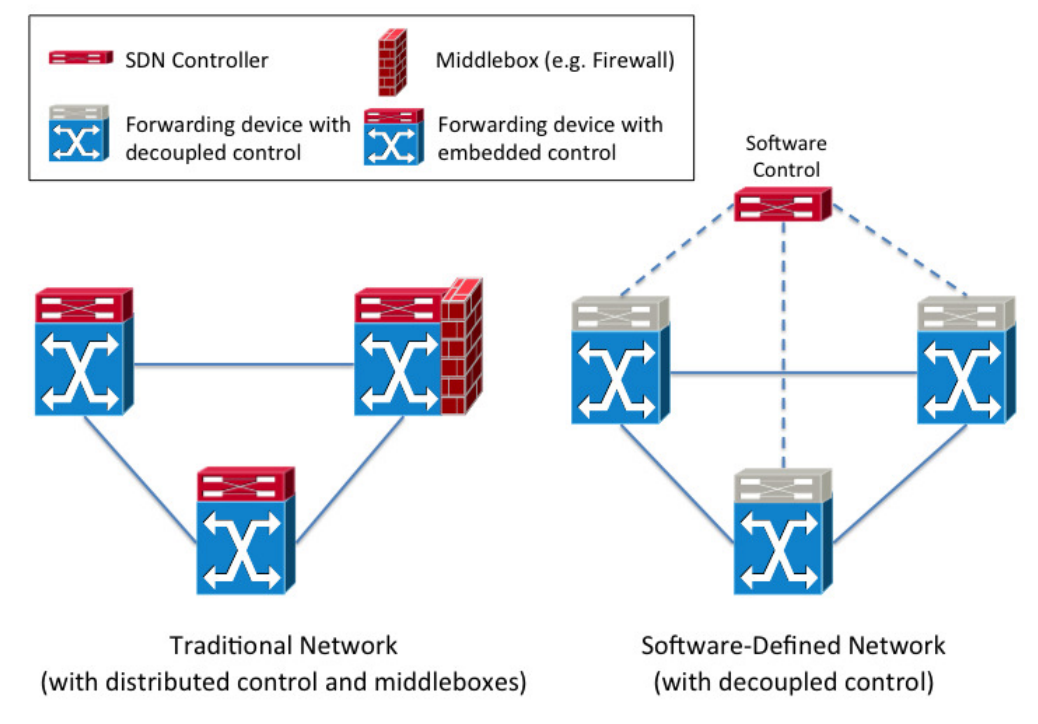 SDN Controller
Middlebox (e.g. Firewall)
Forwarding device with
decoupled control
Forwarding device with
embedded control
Software
Control
Traditional Network
(with distributed control and middleboxes)
Software-Defined Network
(with decoupled control)